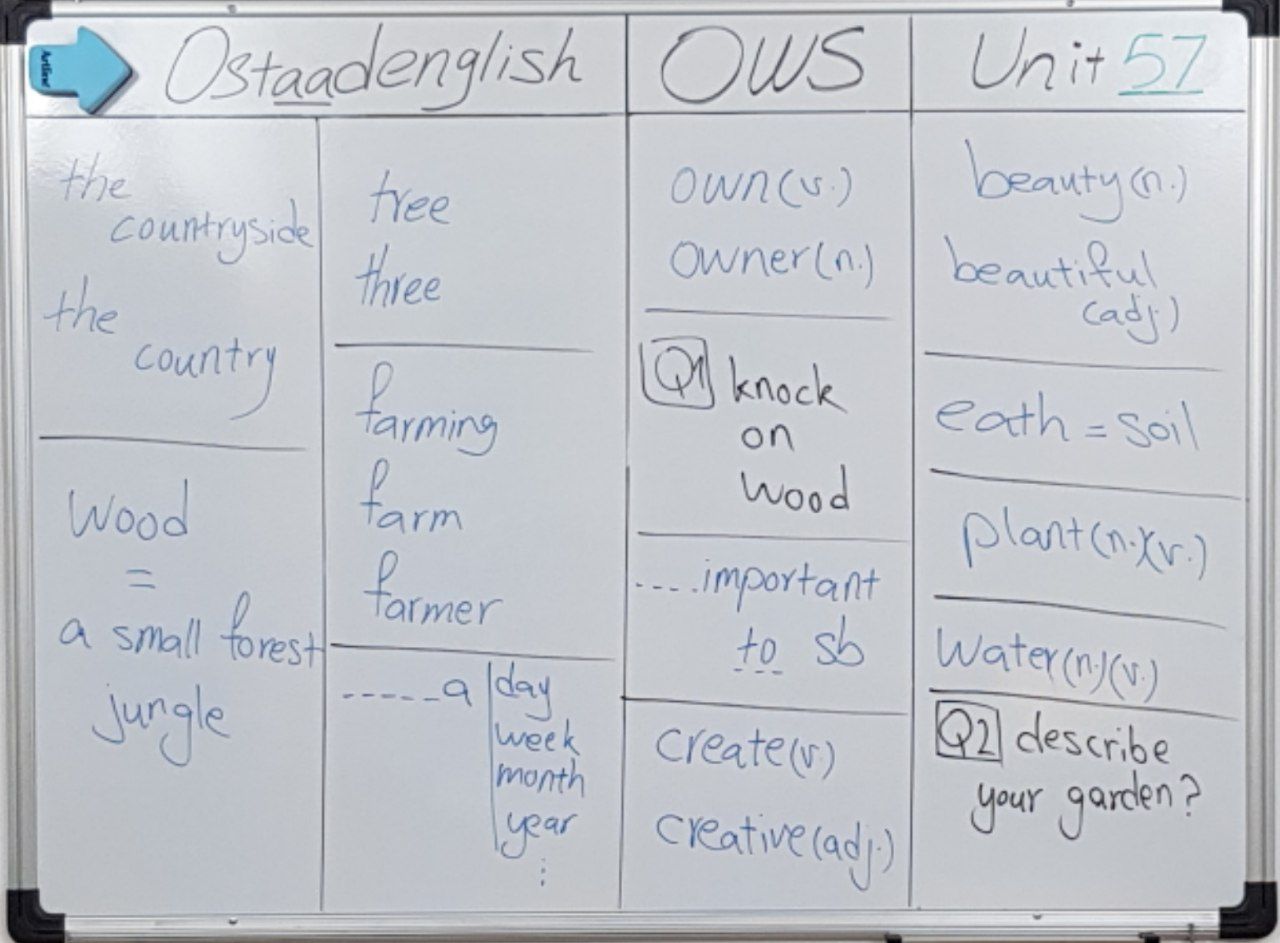 Artline
Ostaadenglish
OWS
Unit 57
the
countryside
the
country
wood
=
a small forest
jungle
tree
three
farming
farm
farmer
-----a
day
week
month
year
...
own(v.)
owner(n.)
Q1 knock
on
wood
....important
to sb
create(v.)
creative(adj.)
beauty(n.)
beautiful
(adj.)
eath = soil
plant(n.)(v.)
water(n.)(v.)
Q2 describe
your garden?